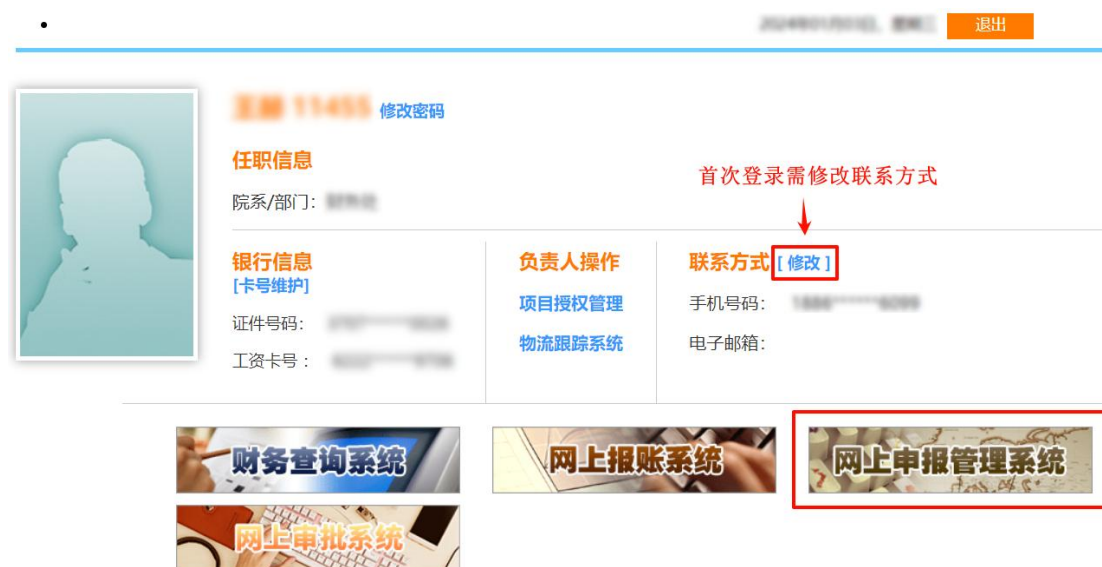 退出
修改密码
任职信息
首次登录需修改联系方式
院系/部门：
银行信息
[卡号维护]
负责人操作
联系方式 [ 修改 ]
项目授权管理
手机号码：
证件号码：
物流跟踪系统
电子邮箱：
工资卡号：
财务查询系统
网上报账系统
网上申报管理系统
网上审批系统